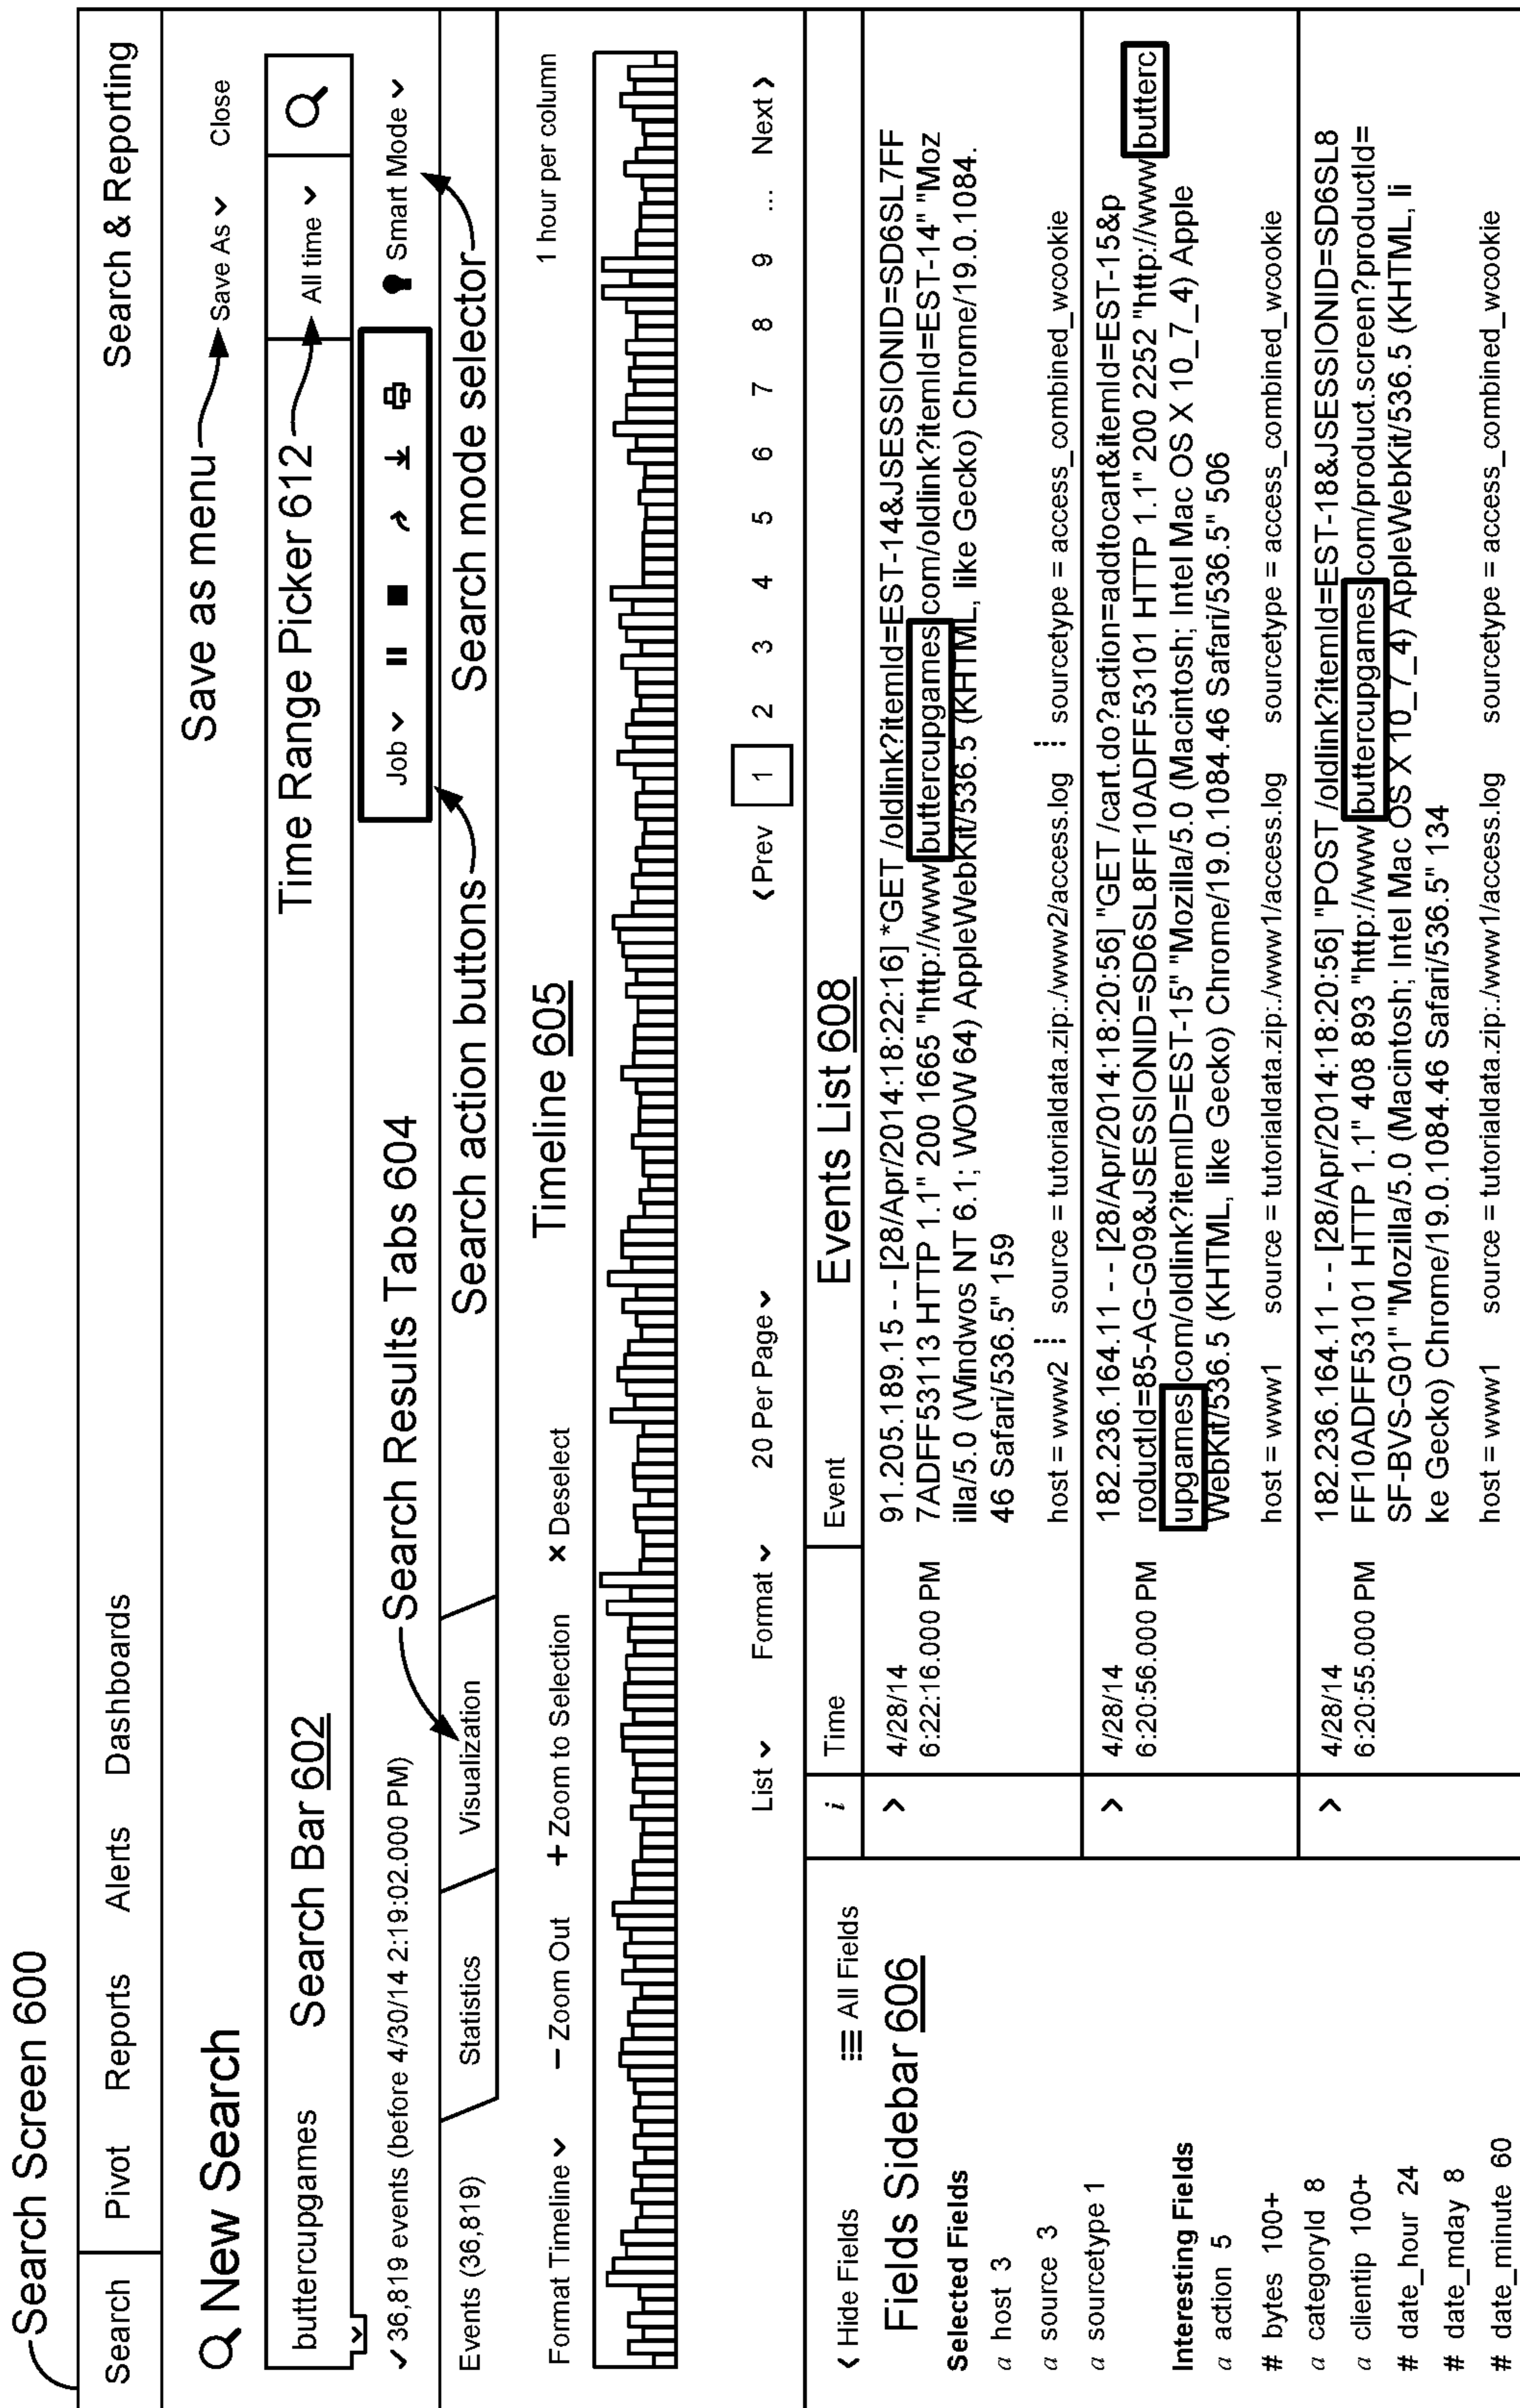 Search Screen 600
Search Pivot Reports Alerts Dashboards Search & Reporting
New Search
Save as menu
Save As Close
buttercupgames Search Bar 602 Time Range Picker 612 All time
✓ 36,819 events (before 4/30/14 2:19:02.000 PM) Search Results Tabs 604 Job Smart Mode
Events (36,819) Statistics Visualization Search action buttons Search mode selector
Timeline 605
Format Timeline – Zoom Out + Zoom to Selection × Deselect 1 hour per column
List Format 20 Per Page < Prev 1 2 3 4 5 6 7 8 9 ... Next >
< Hide Fields All Fields
Fields Sidebar 606
Selected Fields
a host 3
a source 3
a sourcetype 1
Interesting Fields
a action 5
# bytes 100+
a categoryId 8
a clientip 100+
# date_hour 24
# date_mday 8
# date_minute 60
Events List 608
i Time Event
> 4/28/14
6:22:16.000 PM
91.205.189.15 - - [28/Apr/2014:18:22:16] *GET /oldlink?itemId=EST-14&JSESSIONID=SD6SL7FF
7ADFF53113 HTTP 1.1" 200 1665 "http://www buttercupgames com/oldlink?itemId=EST-14" "Moz
illa/5.0 (Windwos NT 6.1; WOW 64) AppleWebKit/536.5 (KHTML, like Gecko) Chrome/19.0.1084.
46 Safari/536.5" 159
host = www2 source = tutorialdata.zip:./www2/access.log sourcetype = access_combined_wcookie
> 4/28/14
6:20:56.000 PM
182.236.164.11 - - [28/Apr/2014:18:20:56] "GET /cart.do?action=addtocart&itemId=EST-15&p
roductId=85-AG-G09&JSESSIONID=SD6SL8FF10ADFF53101 HTTP 1.1" 200 2252 "http://www butterc
upgames com/oldlink?itemID=EST-15" "Mozilla/5.0 (Macintosh; Intel Mac OS X 10_7_4) Apple
WebKit/536.5 (KHTML, like Gecko) Chrome/19.0.1084.46 Safari/536.5" 506
host = www1 source = tutorialdata.zip:./www1/access.log sourcetype = access_combined_wcookie
> 4/28/14
6:20:55.000 PM
182.236.164.11 - - [28/Apr/2014:18:20:56] "POST /oldlink?itemId=EST-18&JSESSIONID=SD6SL8
FF10ADFF53101 HTTP 1.1" 408 893 "http://www buttercupgames com/product.screen?productId=
SF-BVS-G01" "Mozilla/5.0 (Macintosh; Intel Mac OS X 10_7_4) AppleWebKit/536.5 (KHTML, li
ke Gecko) Chrome/19.0.1084.46 Safari/536.5" 134
host = www1 source = tutorialdata.zip:./www1/access.log sourcetype = access_combined_wcookie